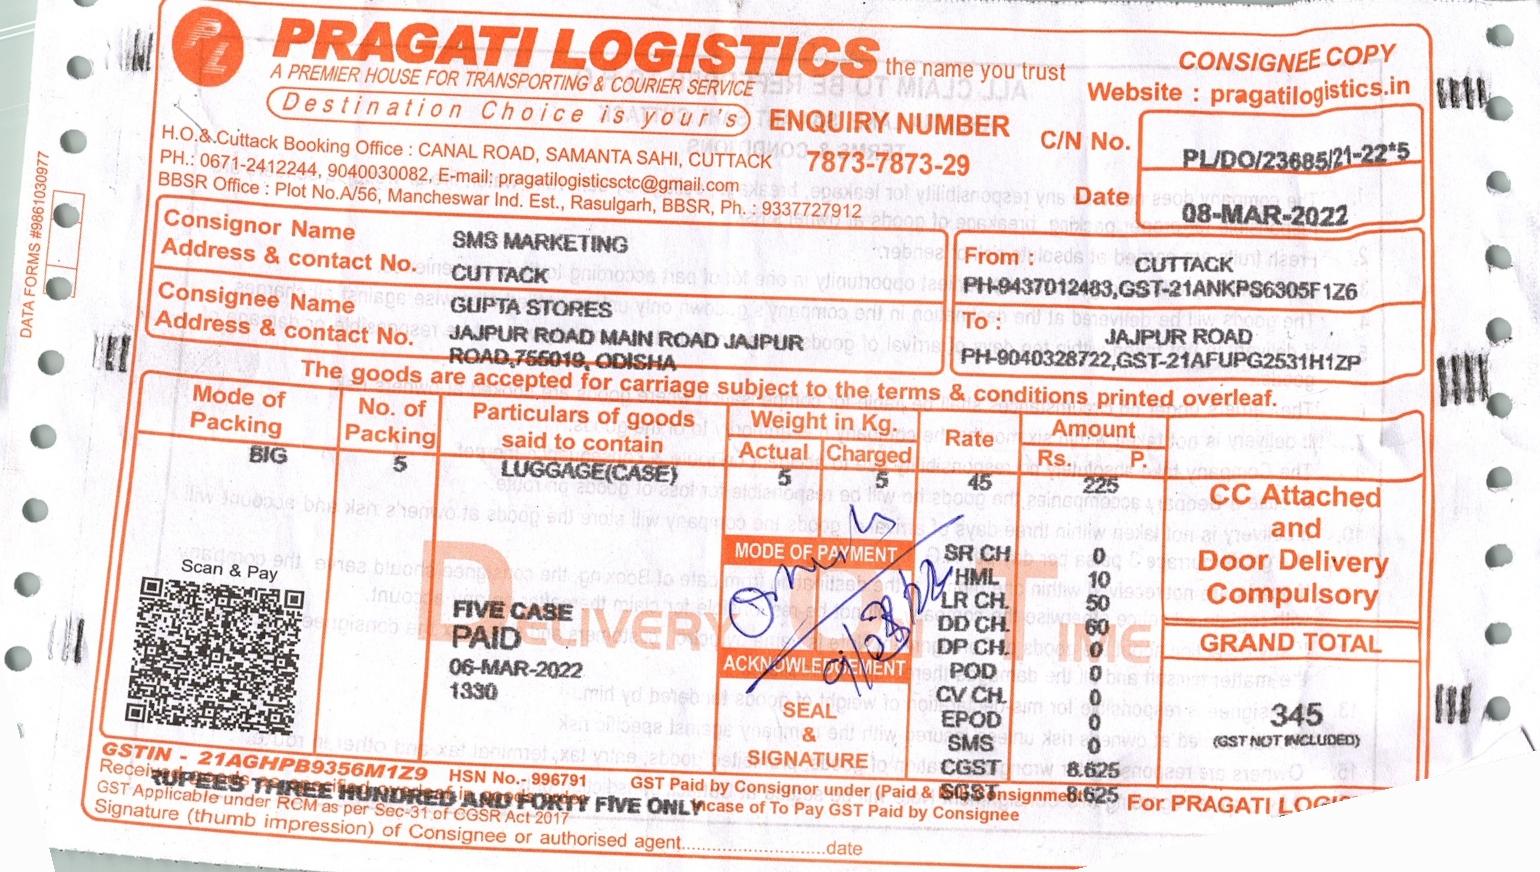 PRAGATI LOGISTICS the name you trust
A PREMIER HOUSE FOR TRANSPORTING & COURIER SERVICE
Destination Choice is yours
ENQUIRY NUMBER
7873-7873-29
CONSIGNEE COPY
Website : pragatilogistics.in
H.O.&.Cuttack Booking Office : CANAL ROAD, SAMANTA SAHI, CUTTACK
PH.: 0671-2412244, 9040030082, E-mail: pragatilogisticsctc@gmail.com
BBSR Office : Plot No.A/56, Mancheswar Ind. Est., Rasulgarh, BBSR, Ph. : 9337727912
C/N No. PL/DO/23685/21-22*5
Date 08-MAR-2022
DATA FORMS #9861030977
Consignor Name SMS MARKETING
Address & contact No. CUTTACK
Consignee Name GUPTA STORES
Address & contact No. JAJPUR ROAD MAIN ROAD JAJPUR
ROAD,755019, ODISHA
From : CUTTACK
PH-9437012483,GST-21ANKPS6305F1Z6
To : JAJPUR ROAD
PH-9040328722,GST-21AFUPG2531H1ZP
The goods are accepted for carriage subject to the terms & conditions printed overleaf.
Mode of Packing No. of Packing Particulars of goods said to contain Weight in Kg. Actual Charged Rate Amount Rs. P.
BIG 5 LUGGAGE(CASE) 5 5 45 225
CC Attached
and
Door Delivery
Compulsory
GRAND TOTAL
345
(GST NOT INCLUDED)
Scan & Pay
DELIVERY TIME
FIVE CASE
PAID
06-MAR-2022
1330
MODE OF PAYMENT
9/03/22
ACKNOWLEDGEMENT
SEAL
&
SIGNATURE
SR CH 0
HML 10
LR CH. 50
DD CH. 60
DP CH. 0
POD 0
CV CH. 0
EPOD 0
SMS 0
CGST 8.625
SGST 8.625
GSTIN - 21AGHPB9356M1Z9 HSN No.- 996791 GST Paid by Consignor under (Paid &
RUPEES THREE HUNDRED AND FORTY FIVE ONLY
Incase of To Pay GST Paid by Consignee
GST Applicable under RCM as per Sec-31 of CGSR Act 2017
Signature (thumb impression) of Consignee or authorised agent..............................date
For PRAGATI